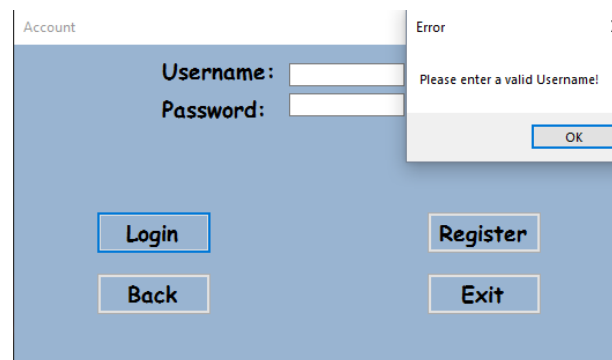 Account
Error
Username:
Please enter a valid Username!
Password:
OK
Login
Register
Back
Exit